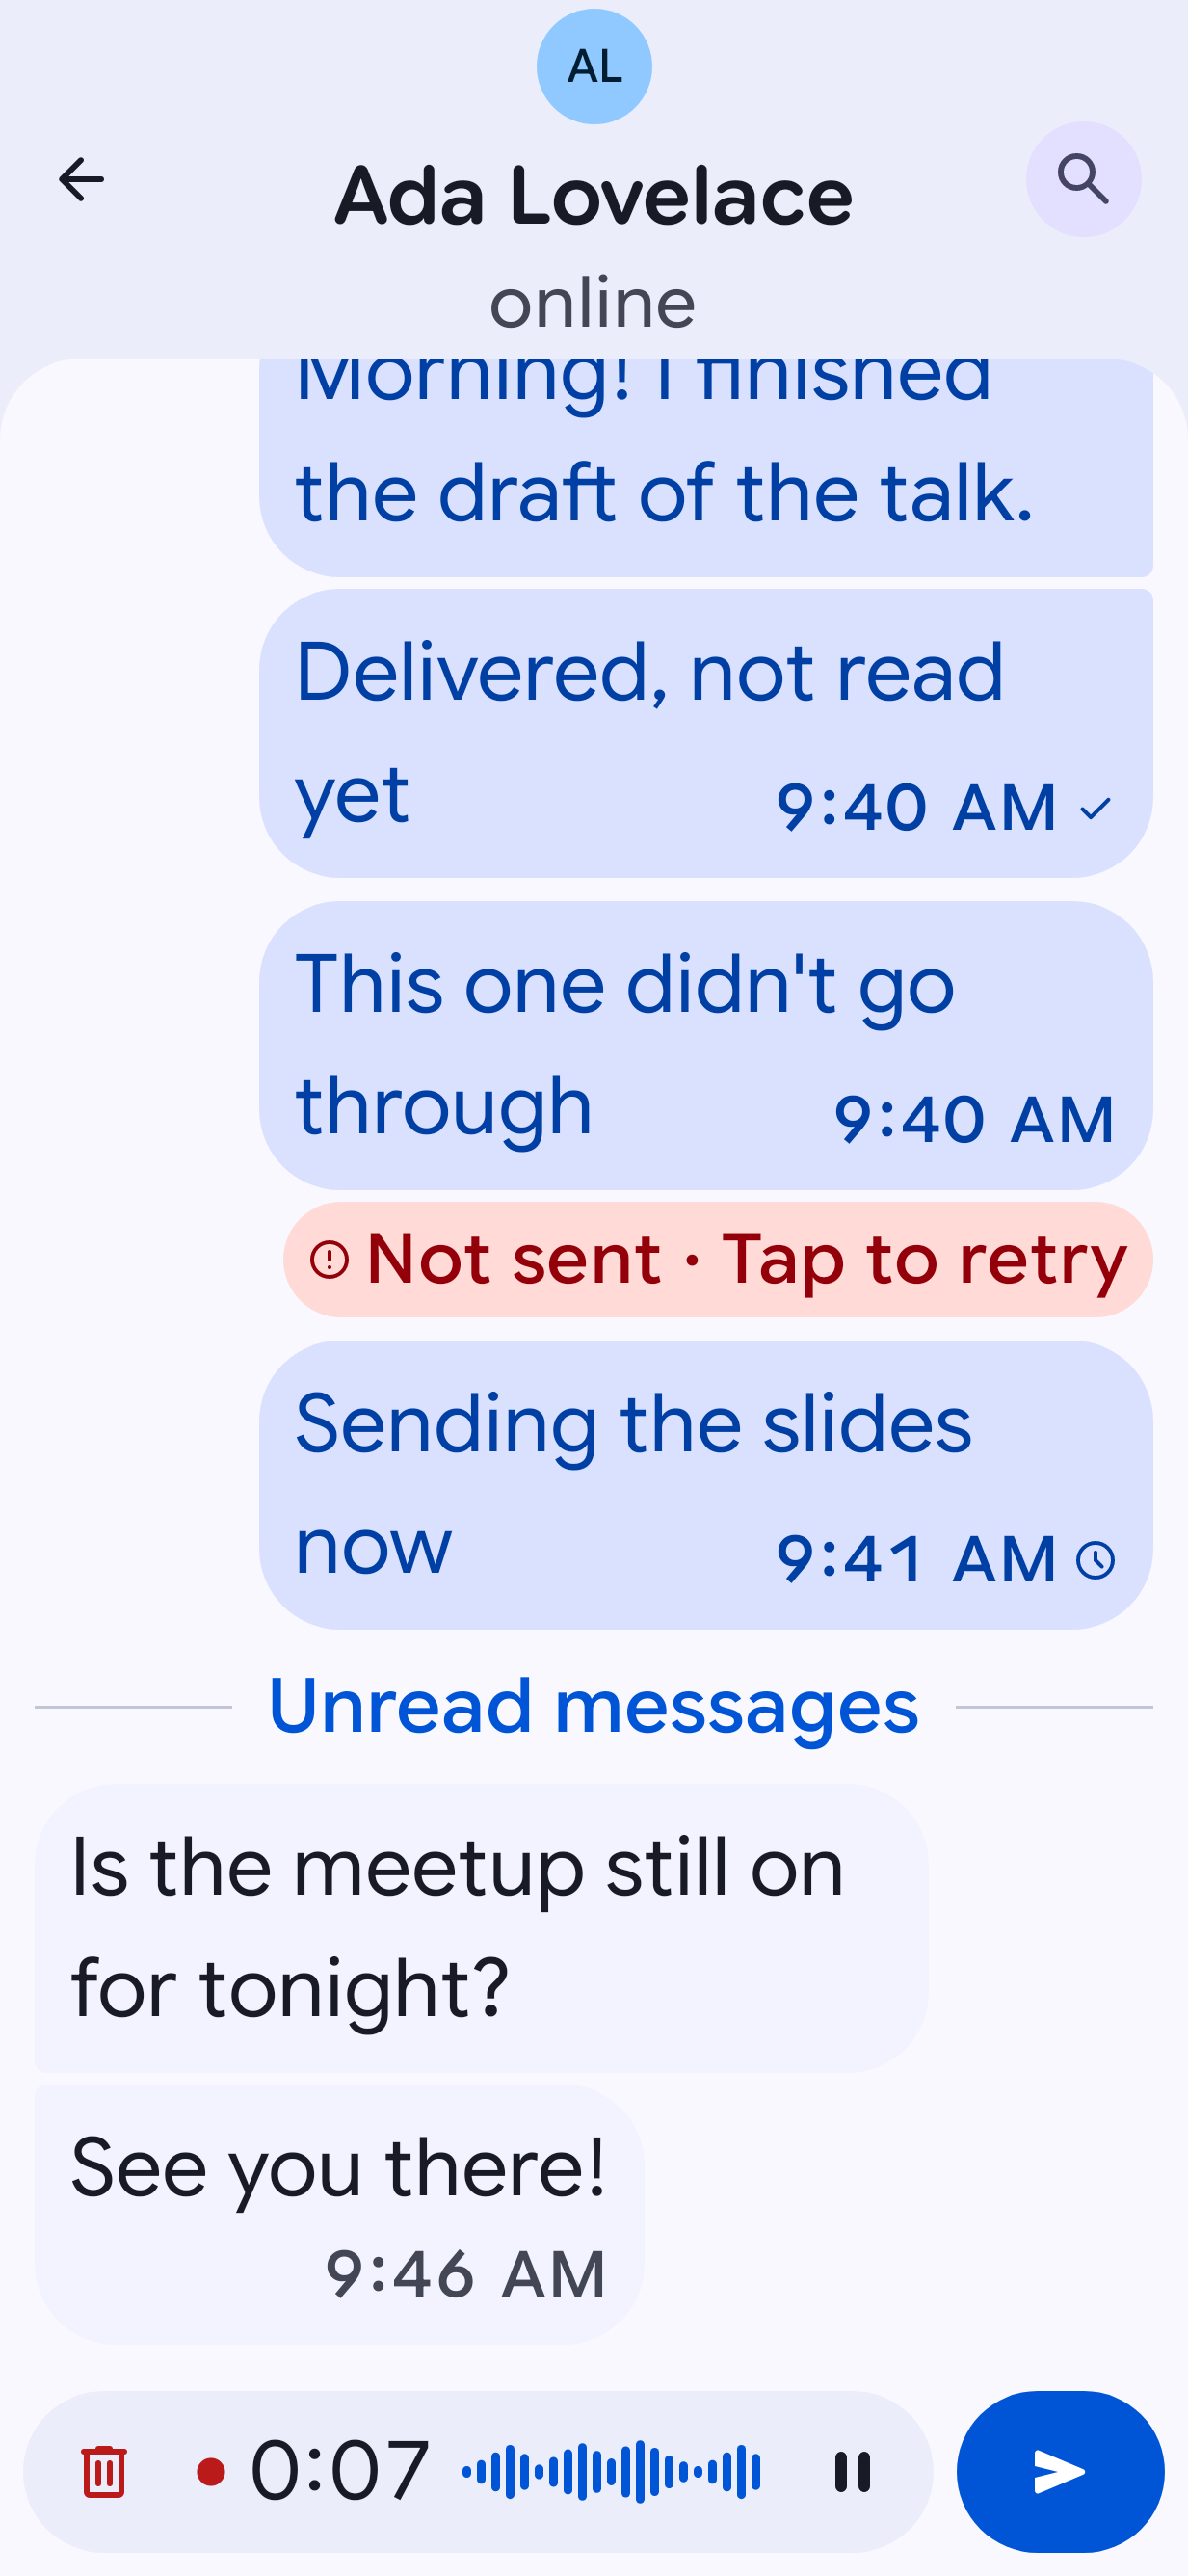 AL
Ada Lovelace
online
Morning! I finished
the draft of the talk.
Delivered, not read
yet
9:40 AM
This one didn't go
through
9:40 AM
Not sent · Tap to retry
Sending the slides
now
9:41 AM
Unread messages
Is the meetup still on
for tonight?
See you there!
9:46 AM
0:07